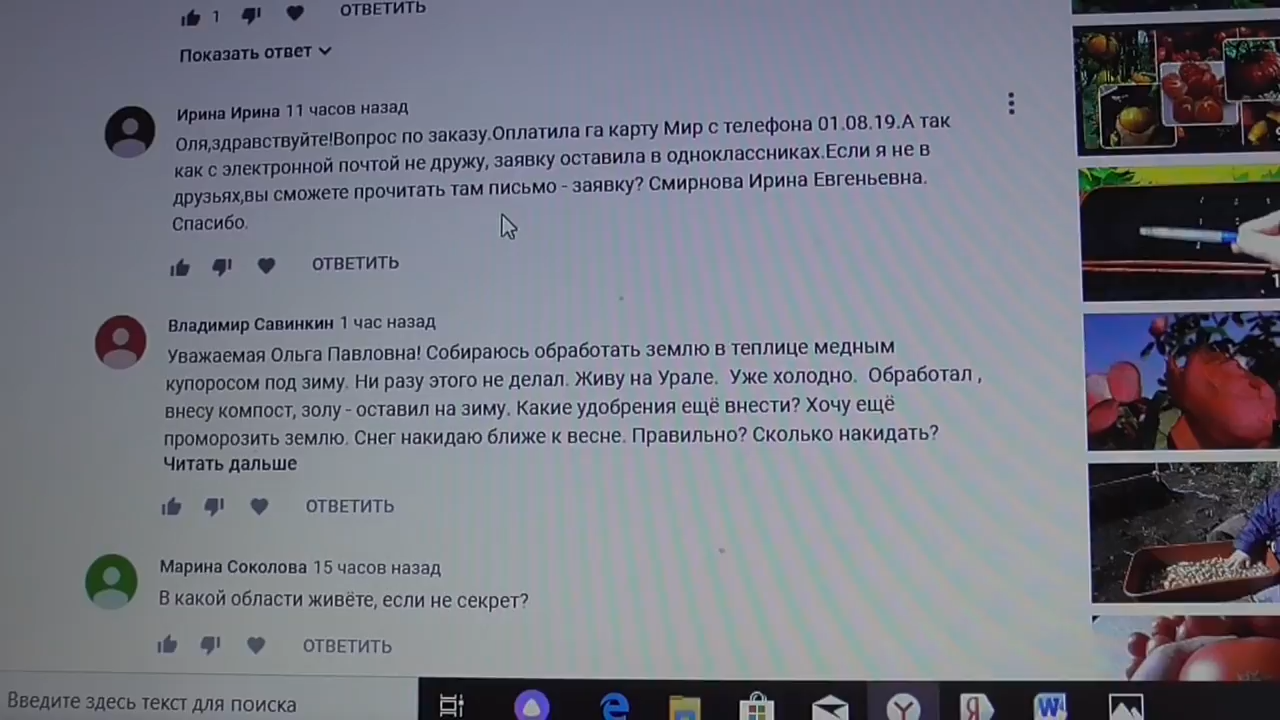 1 ОТВЕТИТЬ
Показать ответ
Ирина Ирина 11 часов назад
Оля,здравствуйте!Вопрос по заказу.Оплатила га карту Мир с телефона 01.08.19.А так
как с электронной почтой не дружу, заявку оставила в одноклассниках.Если я не в
друзьях,вы сможете прочитать там письмо - заявку? Смирнова Ирина Евгеньевна.
Спасибо.
ОТВЕТИТЬ
Владимир Савинкин 1 час назад
Уважаемая Ольга Павловна! Собираюсь обработать землю в теплице медным
купоросом под зиму. Ни разу этого не делал. Живу на Урале. Уже холодно. Обработал ,
внесу компост, золу - оставил на зиму. Какие удобрения ещё внести? Хочу ещё
проморозить землю. Снег накидаю ближе к весне. Правильно? Сколько накидать?
Читать дальше
ОТВЕТИТЬ
Марина Соколова 15 часов назад
В какой области живёте, если не секрет?
ОТВЕТИТЬ
Введите здесь текст для поиска